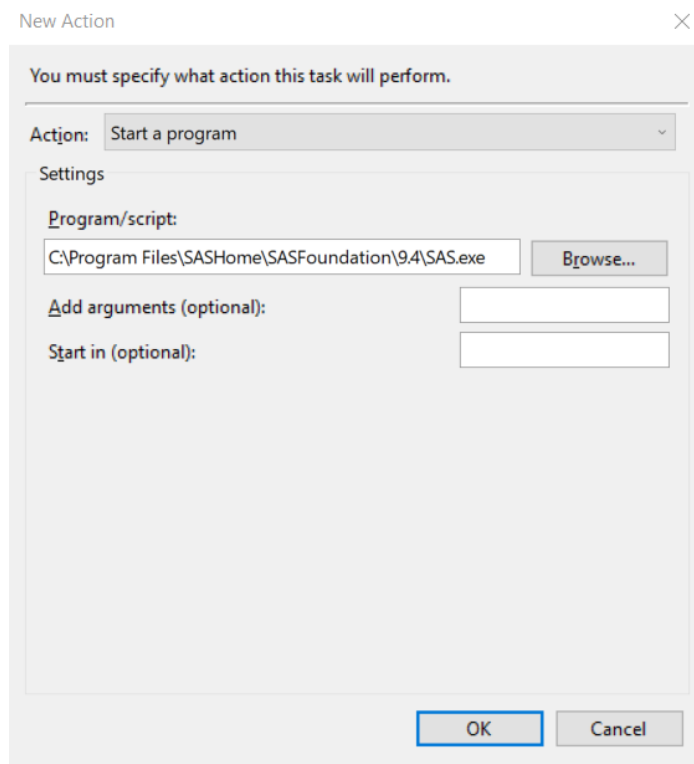 New Action
You must specify what action this task will perform.
Action: Start a program
Settings
Program/script:
C:\Program Files\SASHome\SASFoundation\9.4\SAS.exe Browse...
Add arguments (optional):
Start in (optional):
OK Cancel